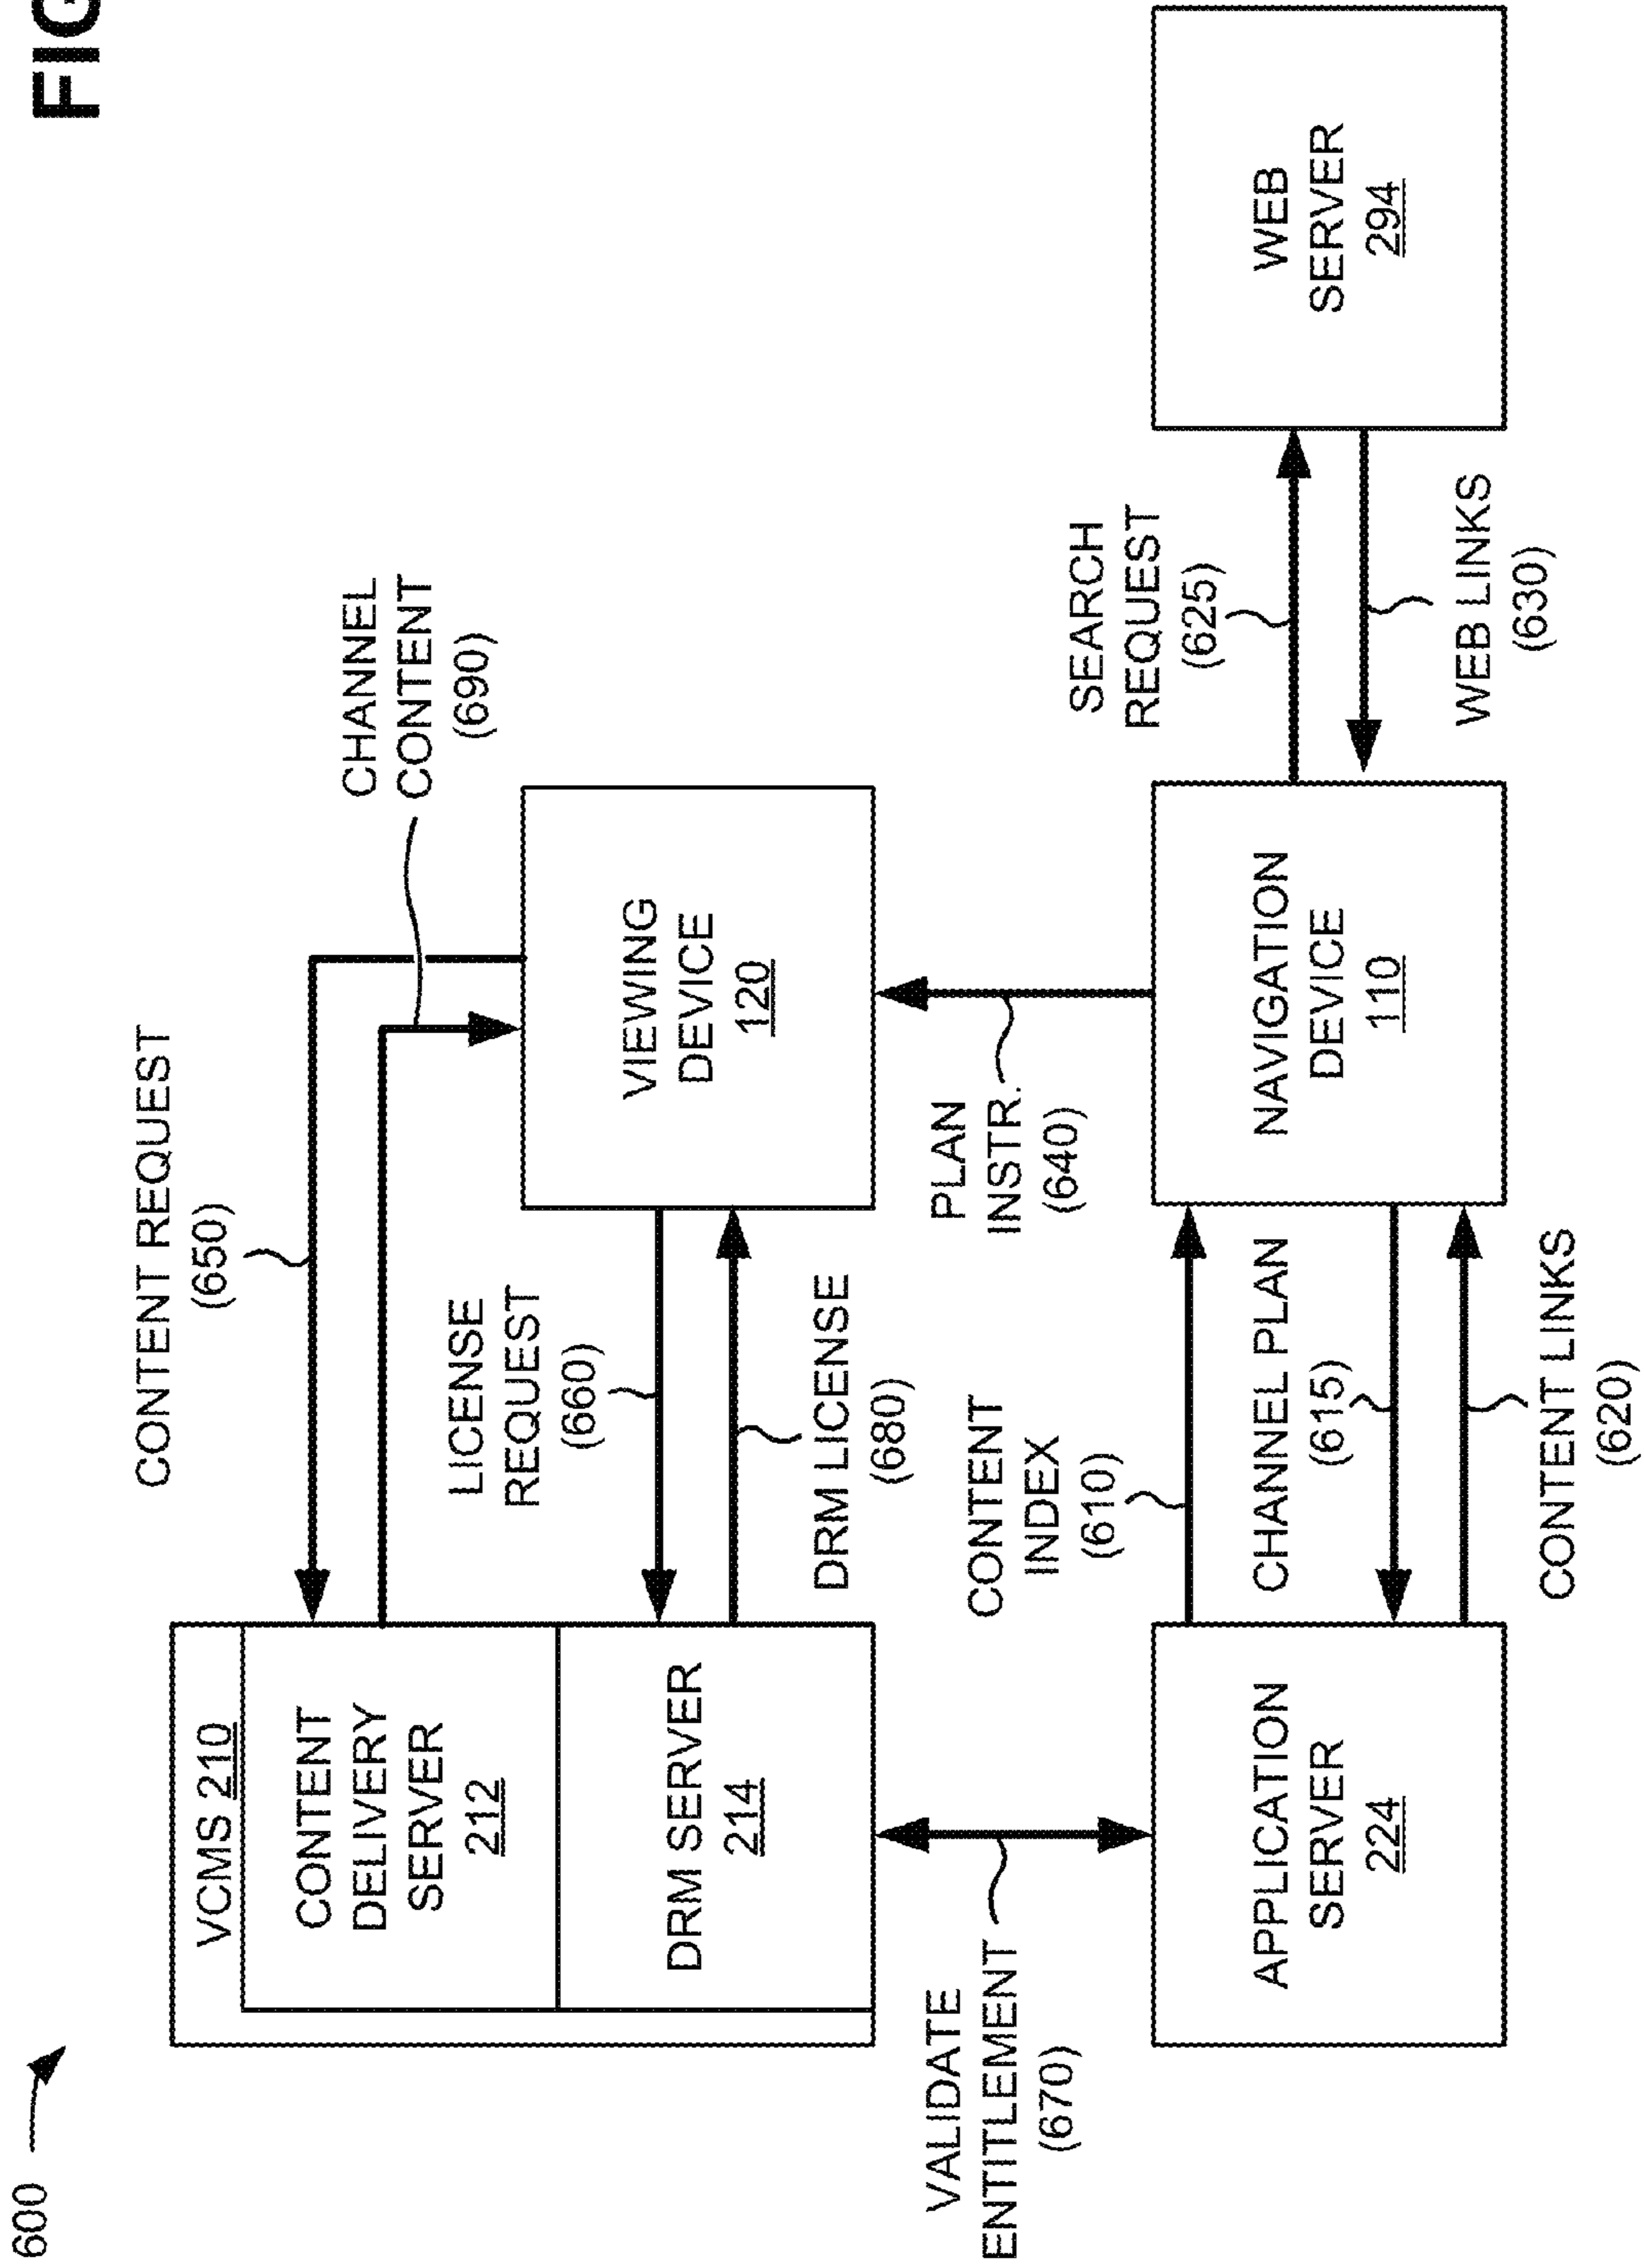 600
FIG
CONTENT REQUEST
(650)
CHANNEL
CONTENT
(690)
VCMS 210
CONTENT
DELIVERY
SERVER
212
LICENSE
REQUEST
(660)
VIEWING
DEVICE
120
DRM SERVER
214
DRM LICENSE
(680)
VALIDATE
ENTITLEMENT
(670)
CONTENT
INDEX
(610)
PLAN
INSTR.
(640)
SEARCH
REQUEST
(625)
APPLICATION
SERVER
224
CHANNEL PLAN
(615)
NAVIGATION
DEVICE
110
WEB
SERVER
294
CONTENT LINKS
(620)
WEB LINKS
(630)